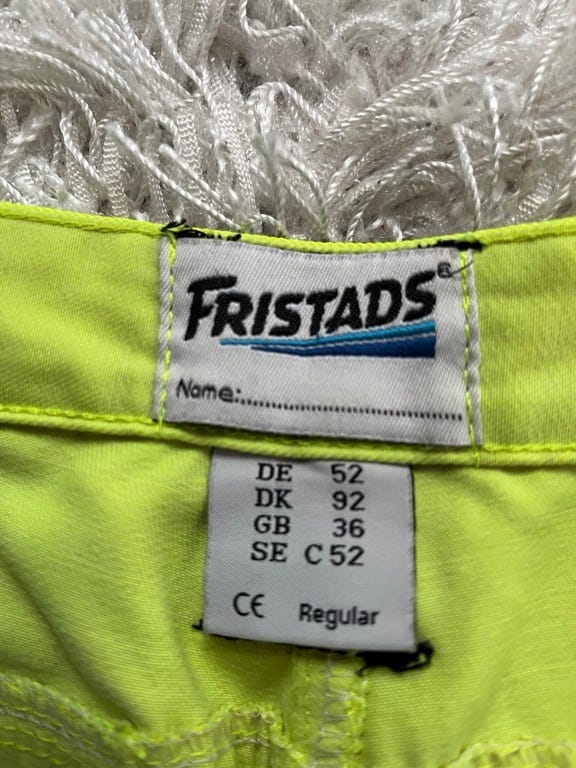 FRISTADS®
Name:........................................
DE 52
DK 92
GB 36
SE C 52
CE Regular